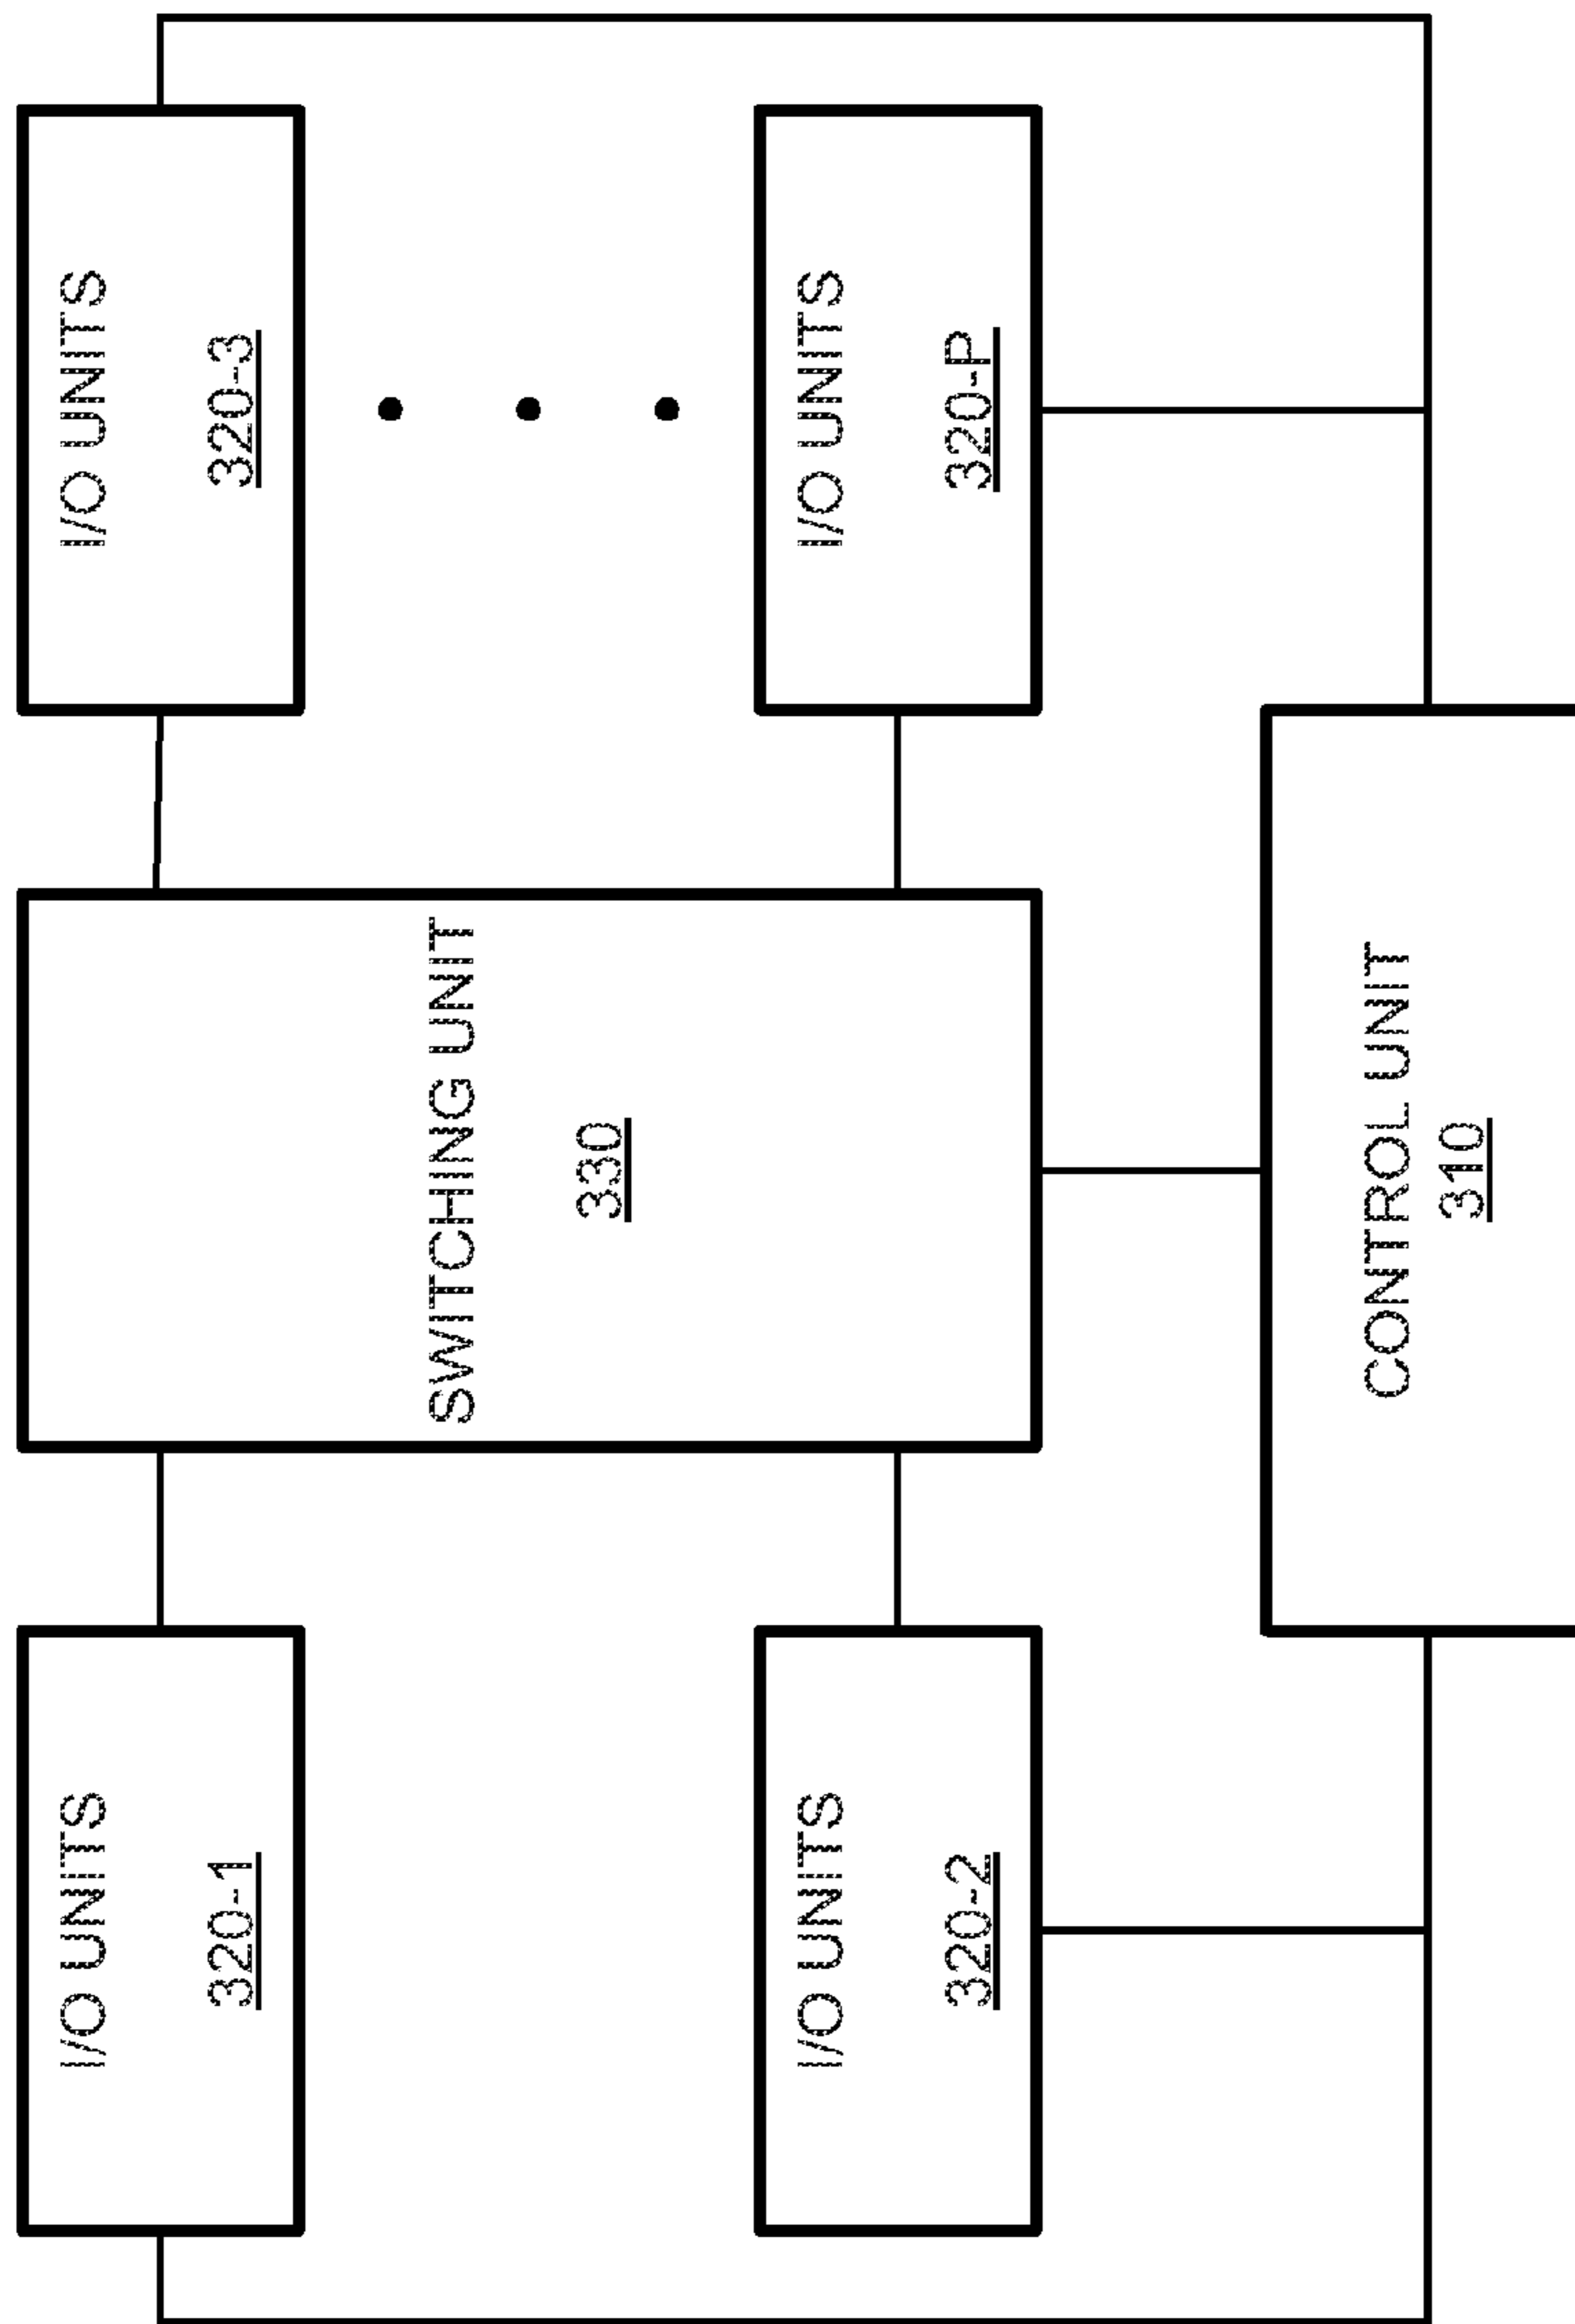 I/O UNITS
320-1
SWITCHING UNIT
330
I/O UNITS
320-3
I/O UNITS
320-2
I/O UNITS
320-P
CONTROL UNIT
310